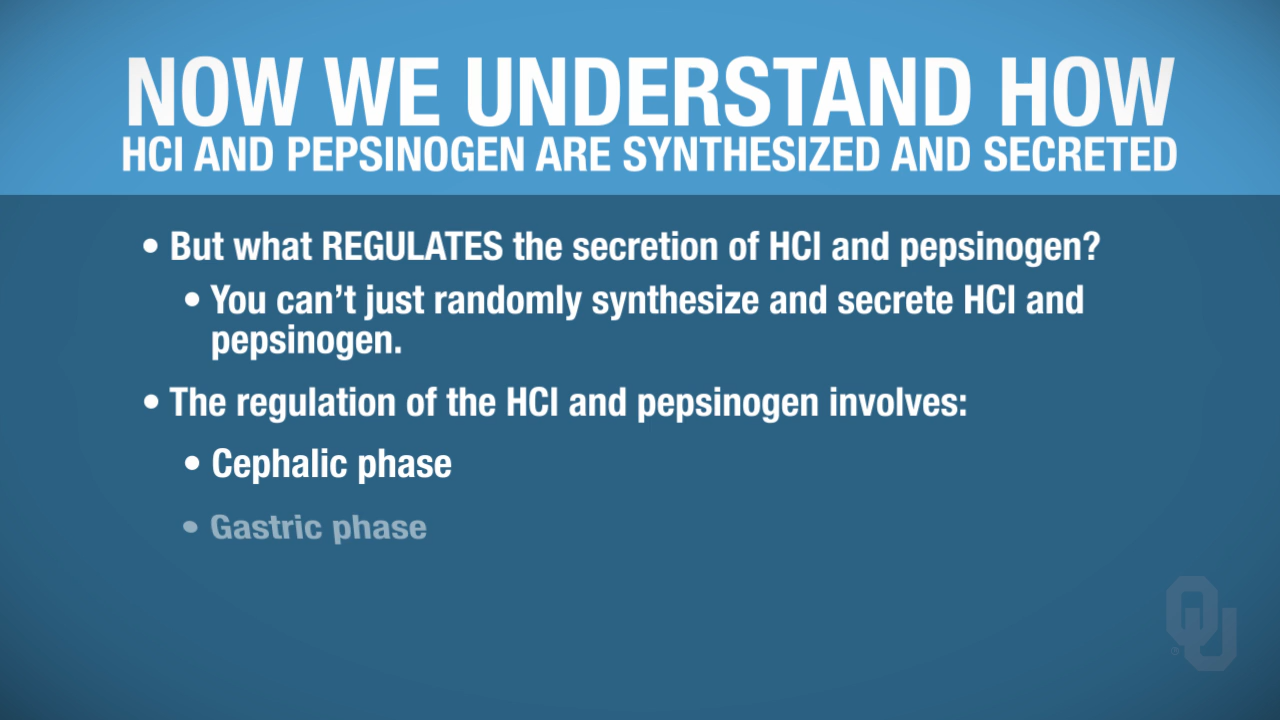 NOW WE UNDERSTAND HOW
HCl AND PEPSINOGEN ARE SYNTHESIZED AND SECRETED
• But what REGULATES the secretion of HCl and pepsinogen?
• You can’t just randomly synthesize and secrete HCl and
pepsinogen.
• The regulation of the HCl and pepsinogen involves:
• Cephalic phase
• Gastric phase
OU
®